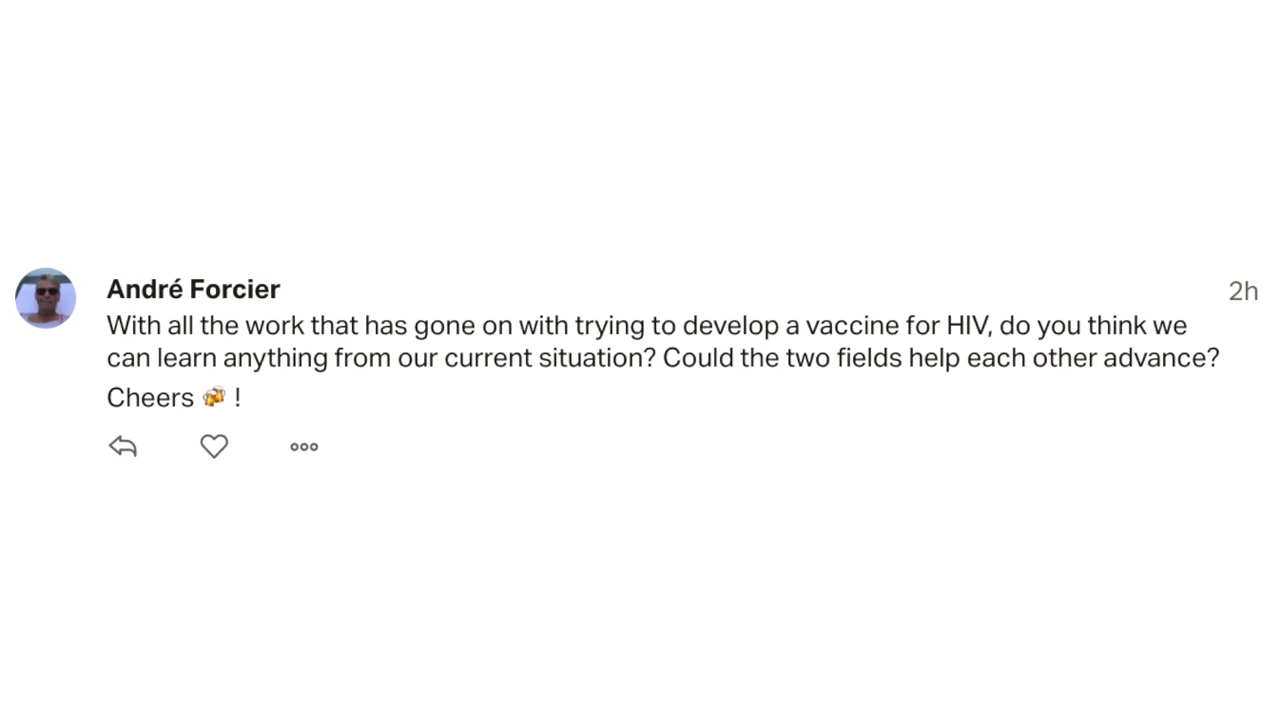 André Forcier
2h
With all the work that has gone on with trying to develop a vaccine for HIV, do you think we
can learn anything from our current situation? Could the two fields help each other advance?
Cheers 🍻 !